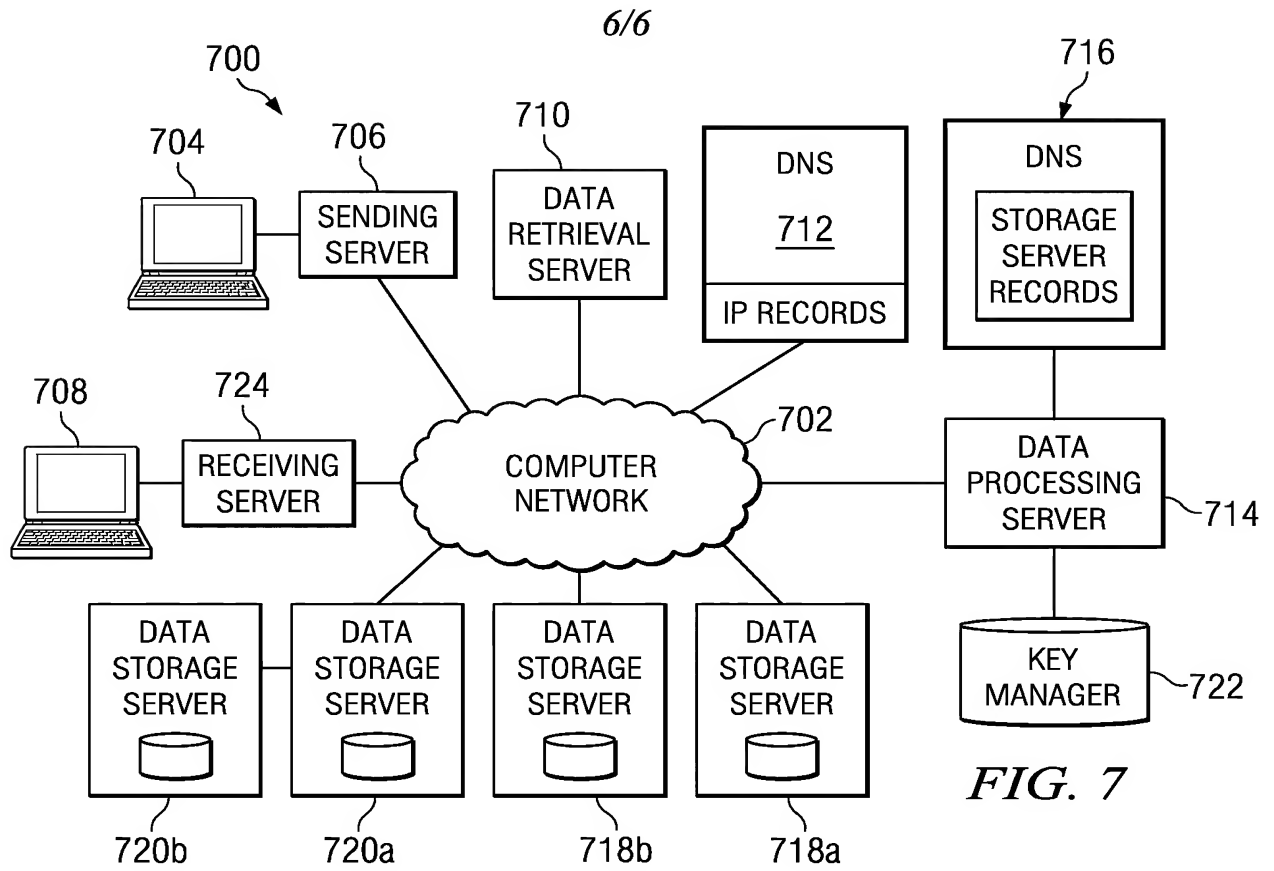 6/6
700
716
704
706
710
DNS
712
IP RECORDS
DNS
STORAGE
SERVER
RECORDS
SENDING
SERVER
DATA
RETRIEVAL
SERVER
708
724
702
RECEIVING
SERVER
COMPUTER
NETWORK
DATA
PROCESSING
SERVER
714
DATA
STORAGE
SERVER
DATA
STORAGE
SERVER
DATA
STORAGE
SERVER
DATA
STORAGE
SERVER
KEY
MANAGER
722
720b
720a
718b
718a
FIG. 7